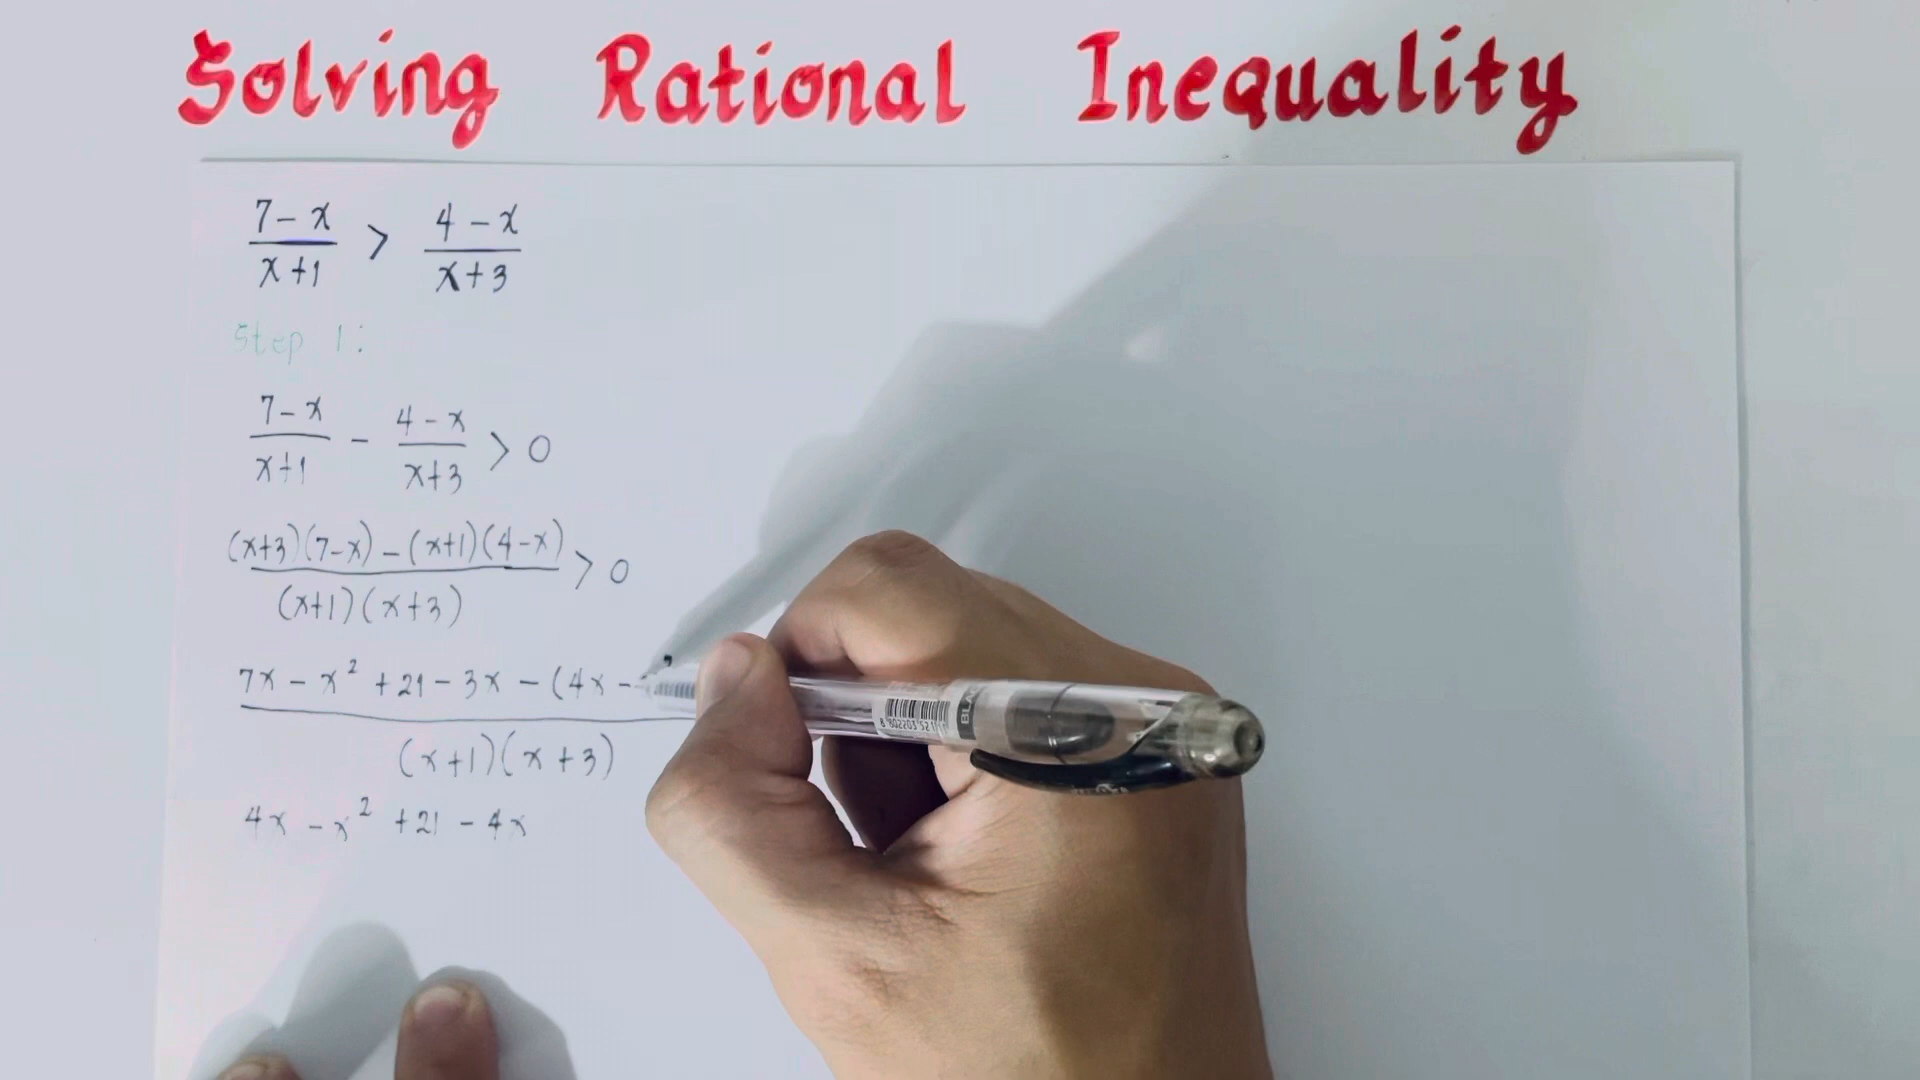 Solving Rational Inequality
7-x / x+1 > 4-x / x+3
Step 1:
7-x / x+1 - 4-x / x+3 > 0
(x+3)(7-x)-(x+1)(4-x) / (x+1)(x+3) > 0
7x - x² + 21 - 3x - (4x -
(x+1)(x+3)
4x - x² + 21 - 4x
BLAC